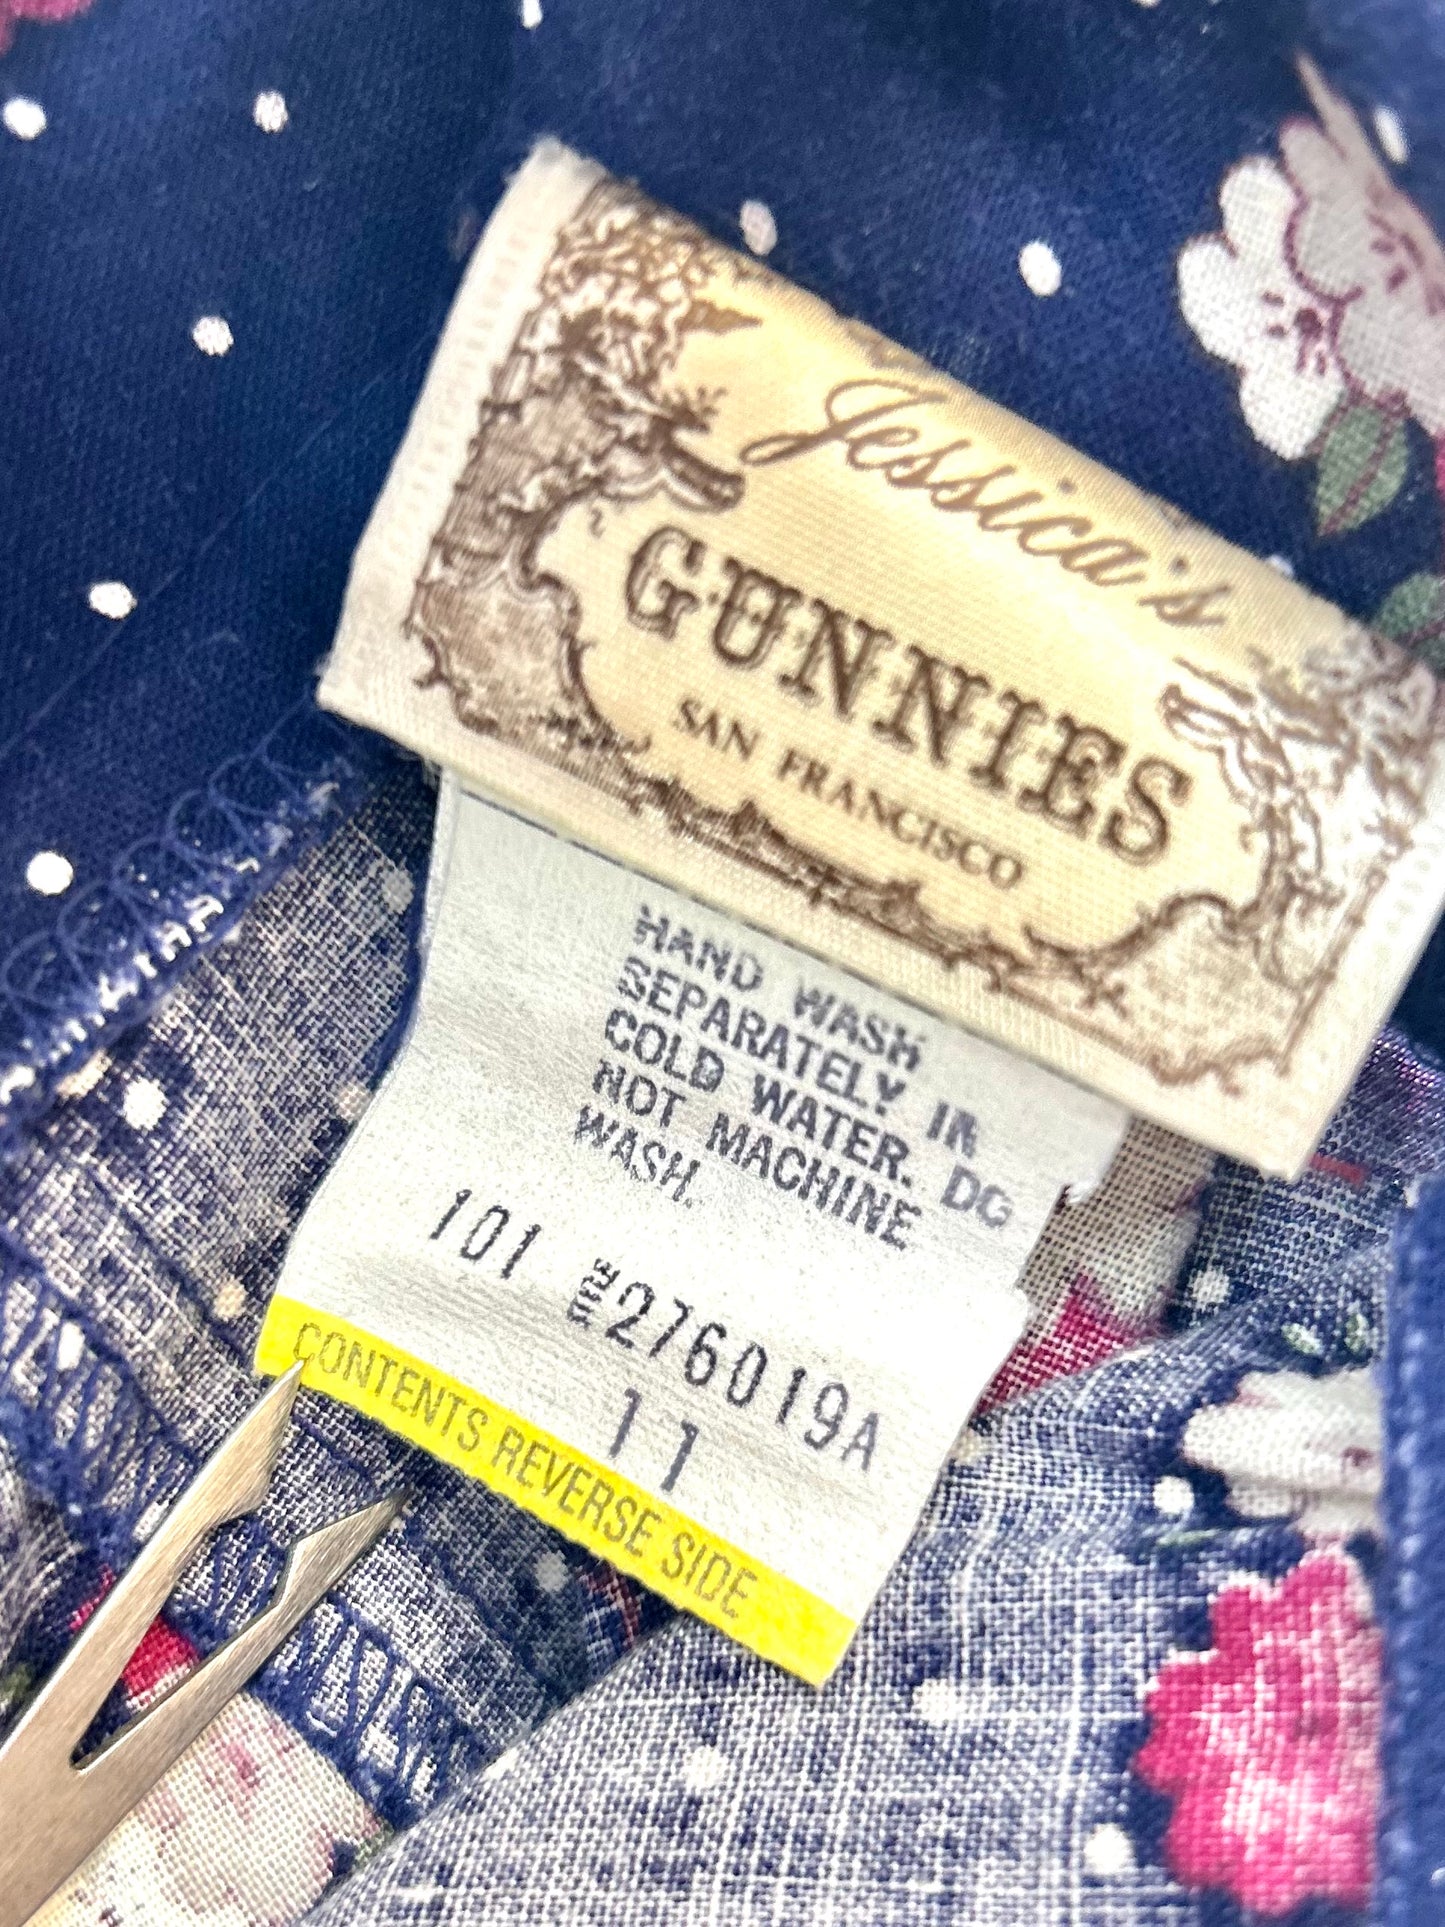 Jessica's
GUNNIES
SAN FRANCISCO
HAND WASH
SEPARATELY IN
COLD WATER. DO
NOT MACHINE
WASH.
101 276019A
11
CONTENTS REVERSE SIDE